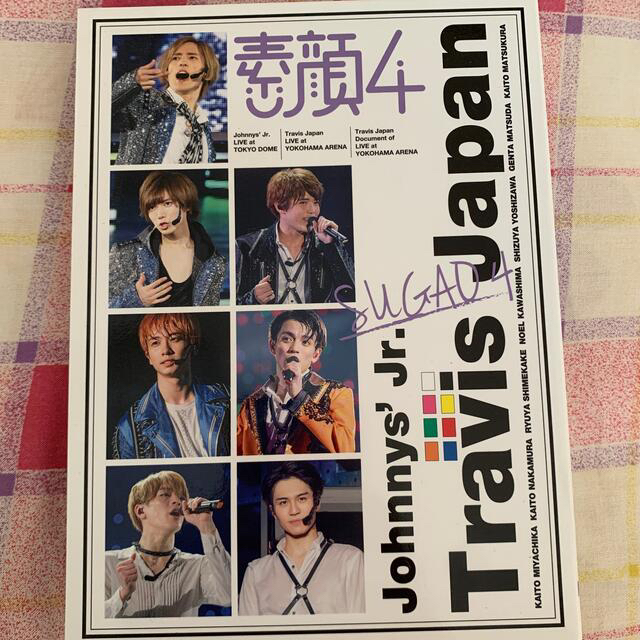 素顔4
Johnnys' Jr.
LIVE at
TOKYO DOME
Travis Japan
LIVE at
YOKOHAMA ARENA
Travis Japan
Document of
LIVE at
YOKOHAMA ARENA
SUGAO4
Johnnys' Jr.
Travis Japan
KAITO MIYACHIKA KAITO NAKAMURA RYUYA SHIMEKAKE NOEL KAWASHIMA SHIZUYA YOSHIZAWA GENTA MATSUDA KAITO MATSUKURA